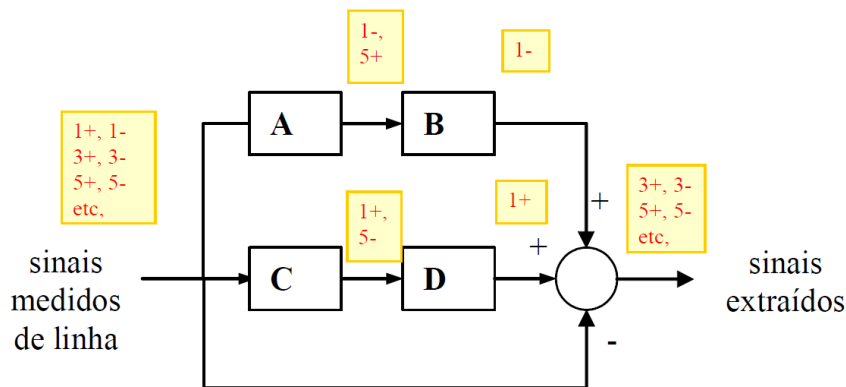 1-,
5+
1-
A
B
1+, 1-
3+, 3-
5+, 5-
etc,
1+,
5-
1+
3+, 3-
5+, 5-
etc,
+
+
sinais
medidos
de linha
C
D
sinais
extraídos
-